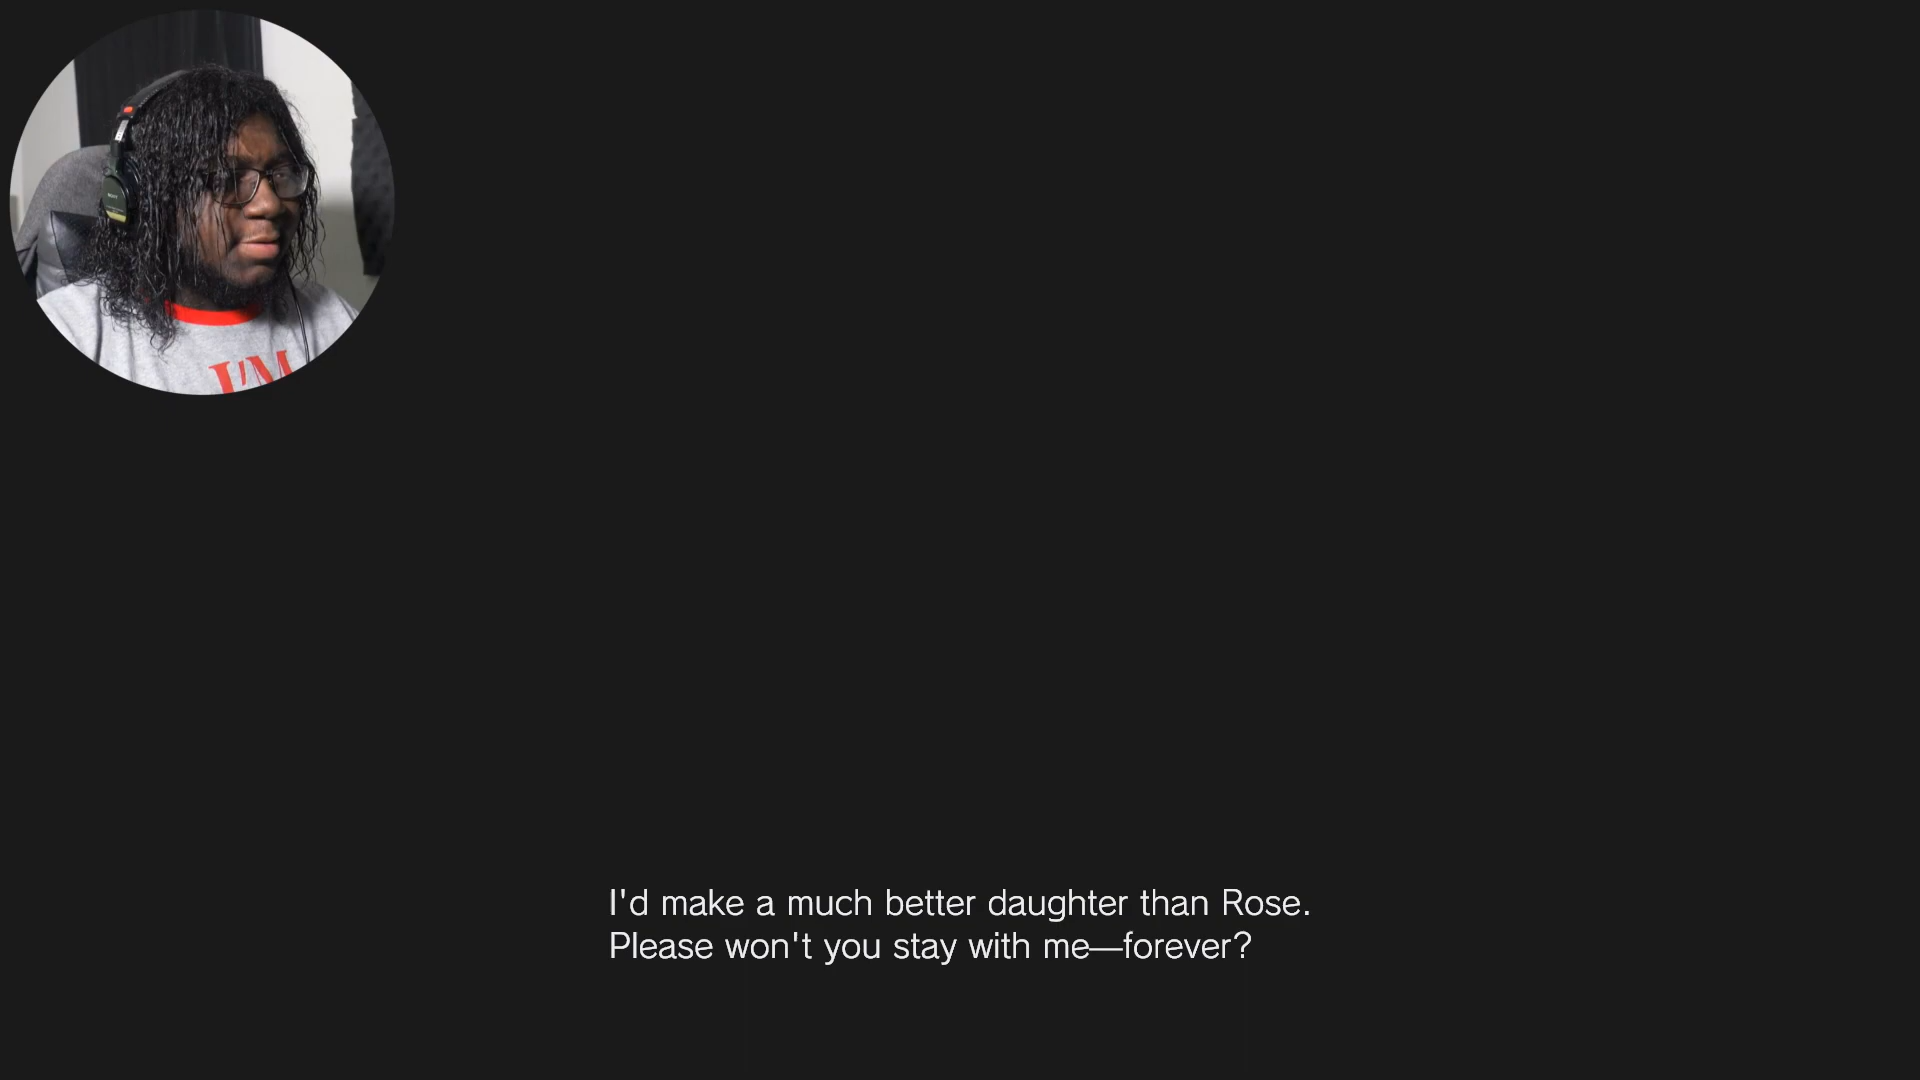 I'M
I'd make a much better daughter than Rose.
Please won't you stay with me—forever?